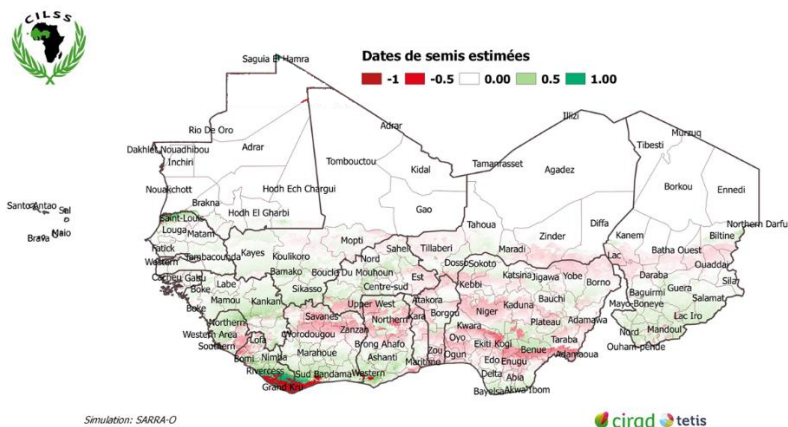 CILSS
Dates de semis estimées
-1 -0.5 0.00 0.5 1.00
Saguia El Hamra
Rio De Oro
Adrar
Adrar
Illizi
Murzuq
Tibesti
Dakhlet Nouadhibou
Inchiri
Tombouctou
Kidal
Tamanrasset
Agadez
Borkou
Ennedi
Nouakchott
Hodh Ech Chargui
Gao
Santo Antao
Sal
Brakna
Saint-Louis
Hodh El Gharbi
Tahoua
Diffa
Northern Darfu
Brava
Maio
Louga
Matam
Zinder
Kanem
Biltine
Fatick
Mopti
Sahel
Tillaberi
Maradi
Lac
Batha Ouest
Ouaddaï
Western
Tambacounda
Kayes
Koulikoro
Nord
Dosso
Sokoto
Katsina
Jigawa
Yobe
Borno
Daraba
Sila
Cacheu
Gabu
Bamako
Boucle Du Mouhoun
Est
Kebbi
Baguirmi
Guera
Boke
Labe
Sikasso
Centre-sud
Bauchi
Mayo-Boneye
Salamat
Mamou
Kankan
Upper West
Atakora
Borgou
Niger
Kaduna
Lac Iro
Boke
Northern
Savanes
Northern
Kara
Plateau
Adamawa
Nord
Mandoul
Western Area
Southern
Lofa
Worodougou
Zanzan
Kwara
Oyo
Taraba
Ouham-pende
Bomi
Nimba
Marahoue
Brong Ahafo
Zou
Ogun
Ekiti
Kogi
Benue
Adamaoua
Rivercess
Sud Bandama
Ashanti
Western
Maritime
Edo
Enugu
Grand Kru
Delta
Abia
Bayelsa
Akwa Ibom
Simulation: SARRA-O
cirad
tetis